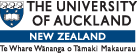 THE UNIVERSITY
OF AUCKLAND
NEW ZEALAND
Te Whare Wānanga o Tāmaki Makaurau